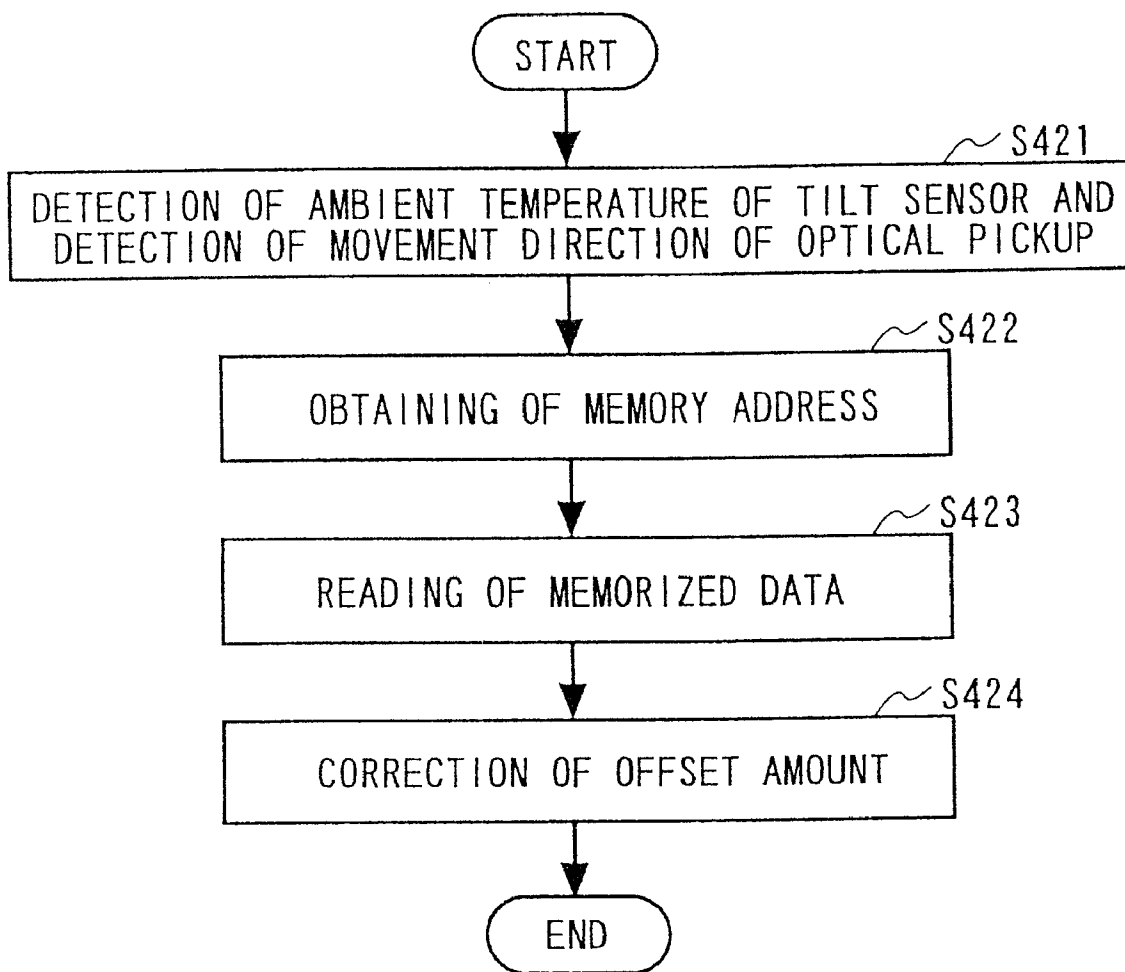 START
S421
DETECTION OF AMBIENT TEMPERATURE OF TILT SENSOR AND
DETECTION OF MOVEMENT DIRECTION OF OPTICAL PICKUP
S422
OBTAINING OF MEMORY ADDRESS
S423
READING OF MEMORIZED DATA
S424
CORRECTION OF OFFSET AMOUNT
END